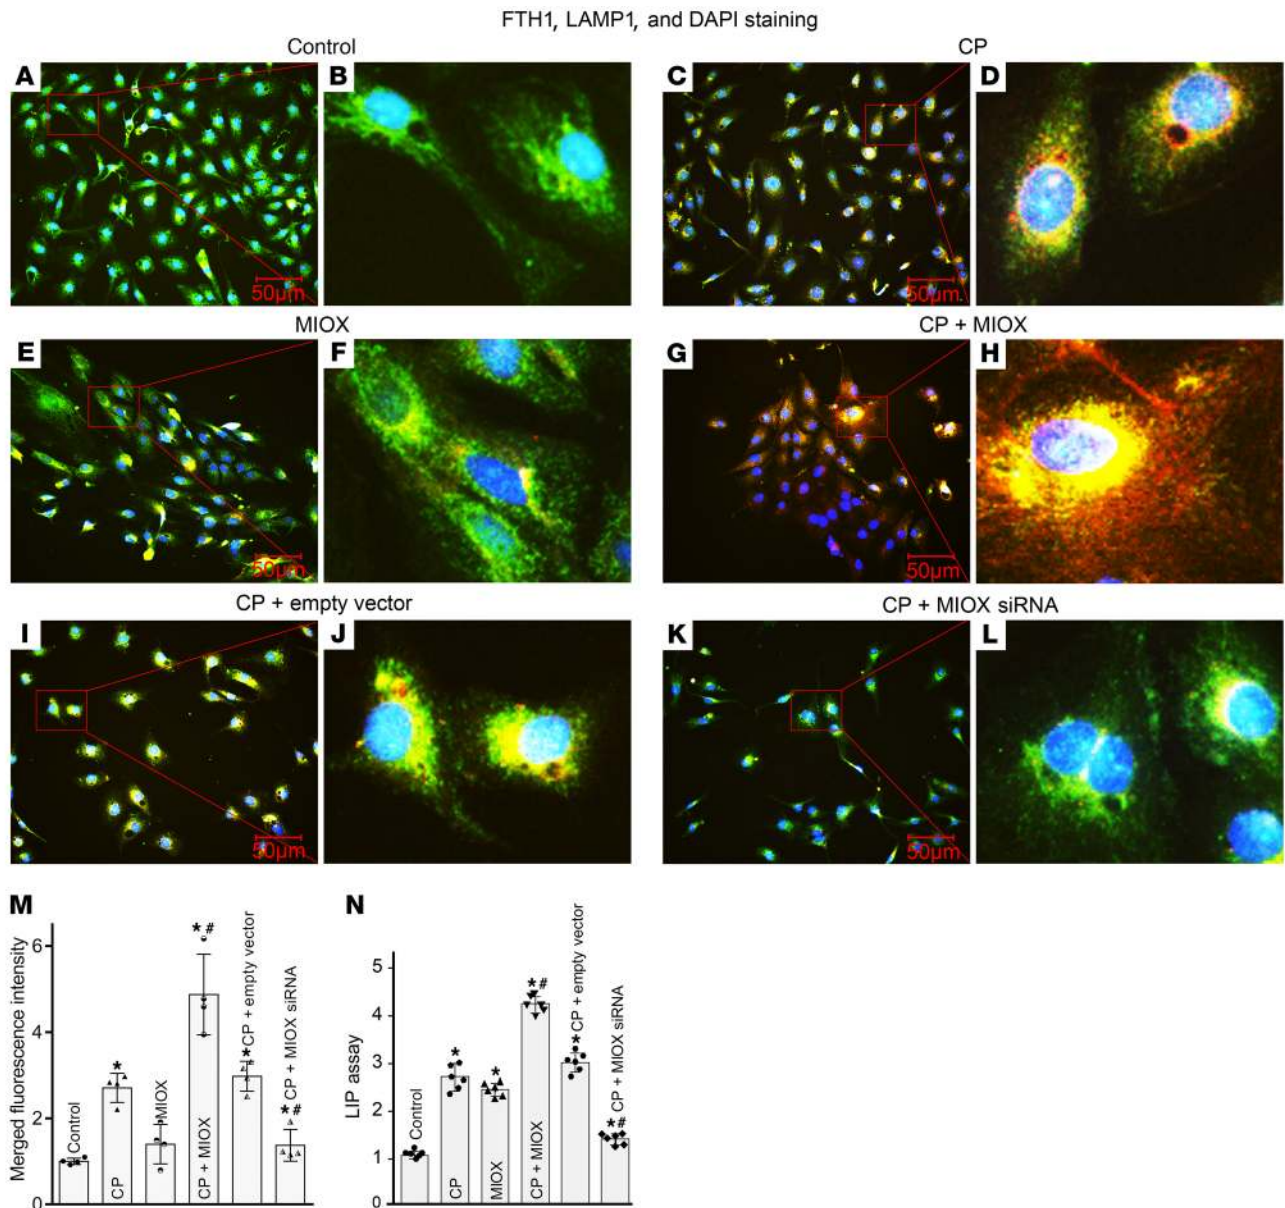 FTH1, LAMP1, and DAPI staining
Control
CP
A
B
C
D
50µm
50µm
MIOX
CP + MIOX
E
F
G
H
50µm
50µm
CP + empty vector
CP + MIOX siRNA
I
J
K
L
50µm
50µm
M
Merged fluorescence intensity
6
4
2
0
Control
*
CP
MIOX
*#
CP + MIOX
*
CP + empty vector
*#
CP + MIOX siRNA
N
LIP assay
5
4
3
2
1
0
Control
*
CP
*
MIOX
*#
CP + MIOX
*
CP + empty vector
*#
CP + MIOX siRNA